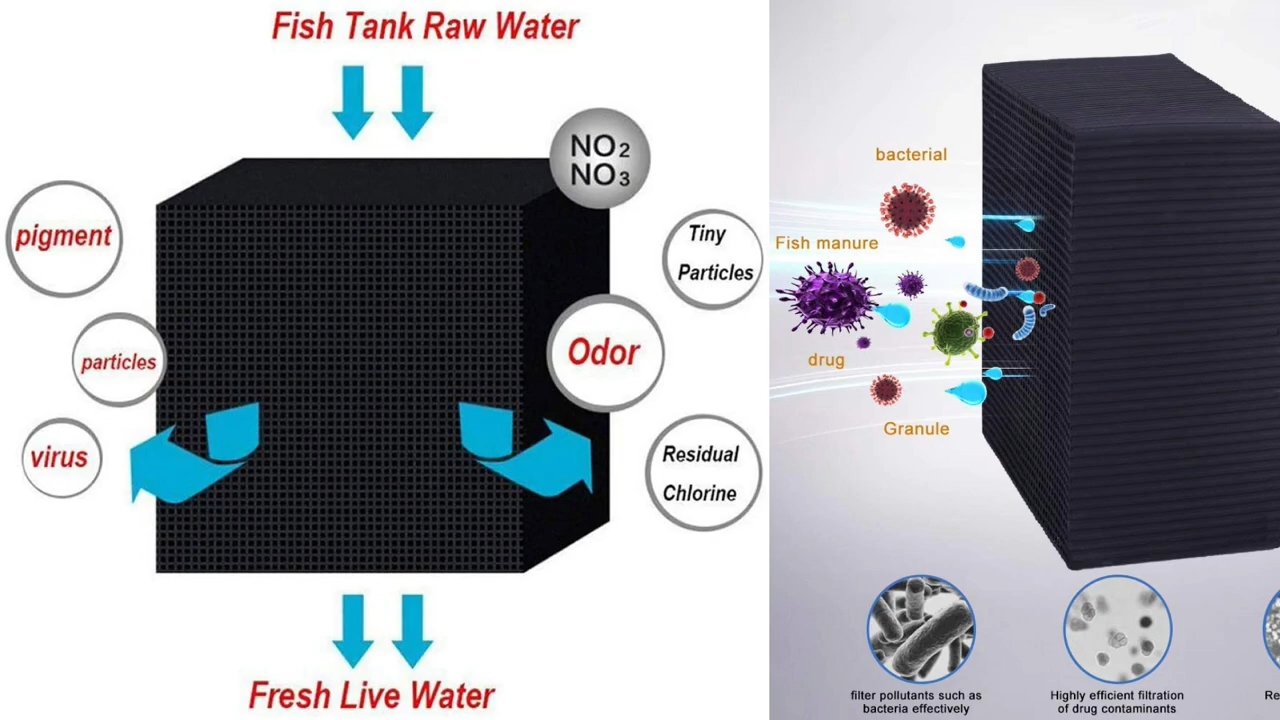 Fish Tank Raw Water
NO₂
NO₃
pigment
Tiny
Particles
particles
Odor
virus
Residual
Chlorine
Fresh Live Water
bacterial
Fish manure
drug
Granule
filter pollutants such as
bacteria effectively
Highly efficient filtration
of drug contaminants
Re